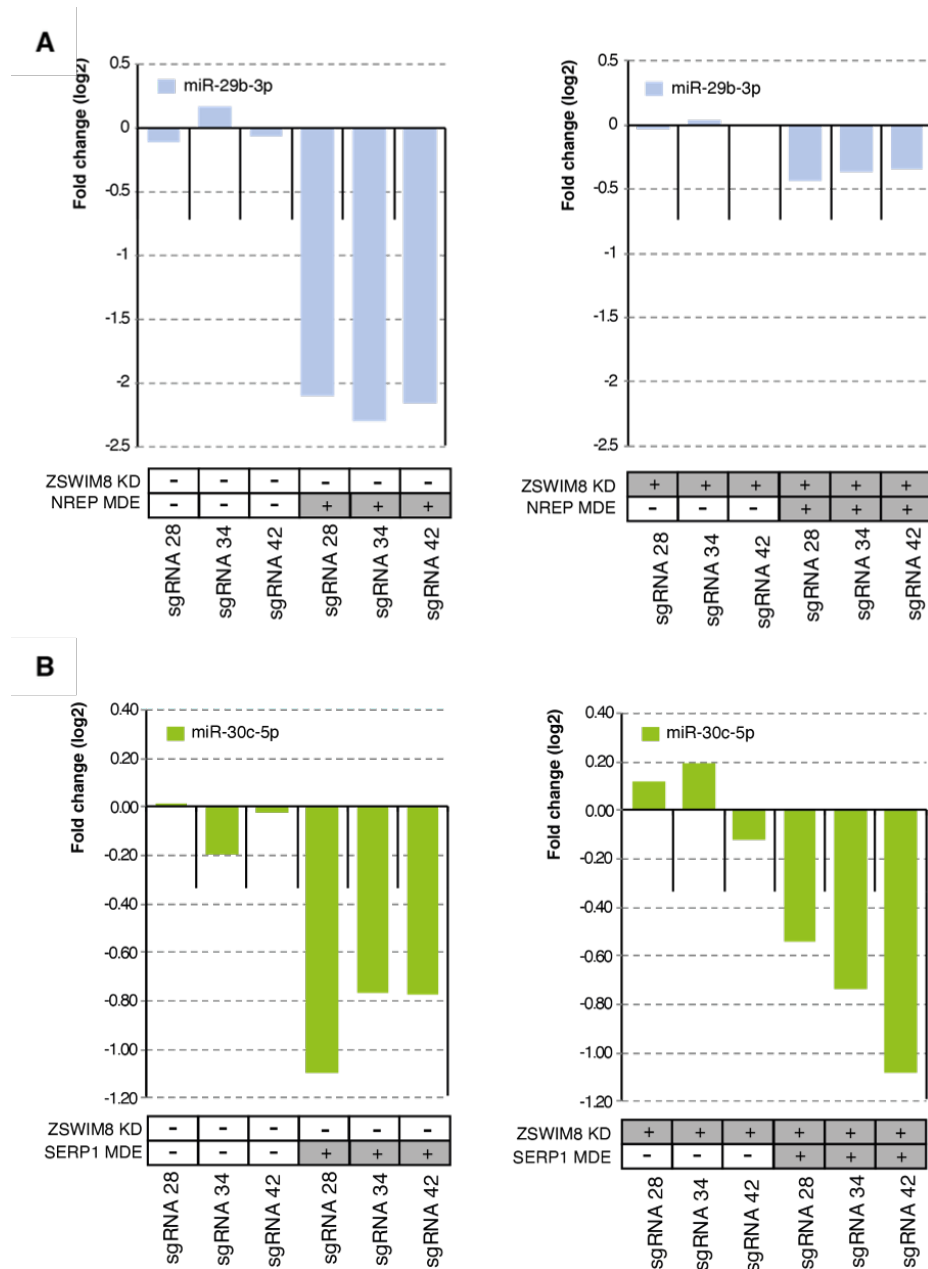 A
Fold change (log2)
0.5
0
-0.5
-1
-1.5
-2
-2.5
miR-29b-3p
ZSWIM8 KD - - - - - -
NREP MDE - - - + + +
sgRNA 28
sgRNA 34
sgRNA 42
sgRNA 28
sgRNA 34
sgRNA 42
Fold change (log2)
0.5
0
-0.5
-1
-1.5
-2
-2.5
miR-29b-3p
ZSWIM8 KD + + + + + +
NREP MDE - - - + + +
sgRNA 28
sgRNA 34
sgRNA 42
sgRNA 28
sgRNA 34
sgRNA 42
B
Fold change (log2)
0.40
0.20
0.00
-0.20
-0.40
-0.60
-0.80
-1.00
-1.20
miR-30c-5p
ZSWIM8 KD - - - - - -
SERP1 MDE - - - + + +
sgRNA 28
sgRNA 34
sgRNA 42
sgRNA 28
sgRNA 34
sgRNA 42
Fold change (log2)
0.40
0.20
0.00
-0.20
-0.40
-0.60
-0.80
-1.00
-1.20
miR-30c-5p
ZSWIM8 KD + + + + + +
SERP1 MDE - - - + + +
sgRNA 28
sgRNA 34
sgRNA 42
sgRNA 28
sgRNA 34
sgRNA 42